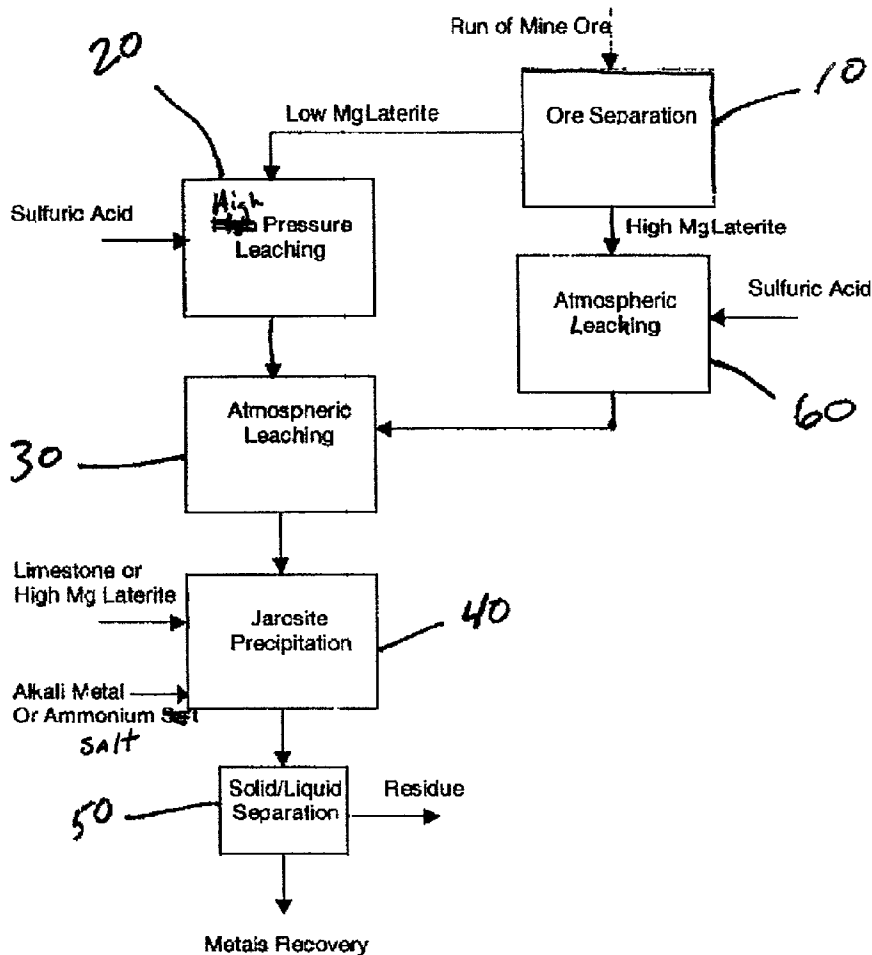 Run of Mine Ore
20
10
Low Mg Laterite
Ore Separation
High
Sulfuric Acid
Pressure
Leaching
High Mg Laterite
Atmospheric
Leaching
Sulfuric Acid
Atmospheric
Leaching
60
30
Limestone or
High Mg Laterite
Jarosite
Precipitation
40
Alkali Metal
Or Ammonium
Salt
Solid/Liquid
Separation
Residue
50
Metals Recovery